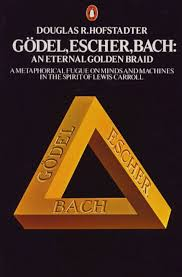 DOUGLAS R. HOFSTADTER
GÖDEL, ESCHER, BACH:
AN ETERNAL GOLDEN BRAID
A METAPHORICAL FUGUE ON MINDS AND MACHINES
IN THE SPIRIT OF LEWIS CARROLL
GÖDEL
ESCHER
BACH